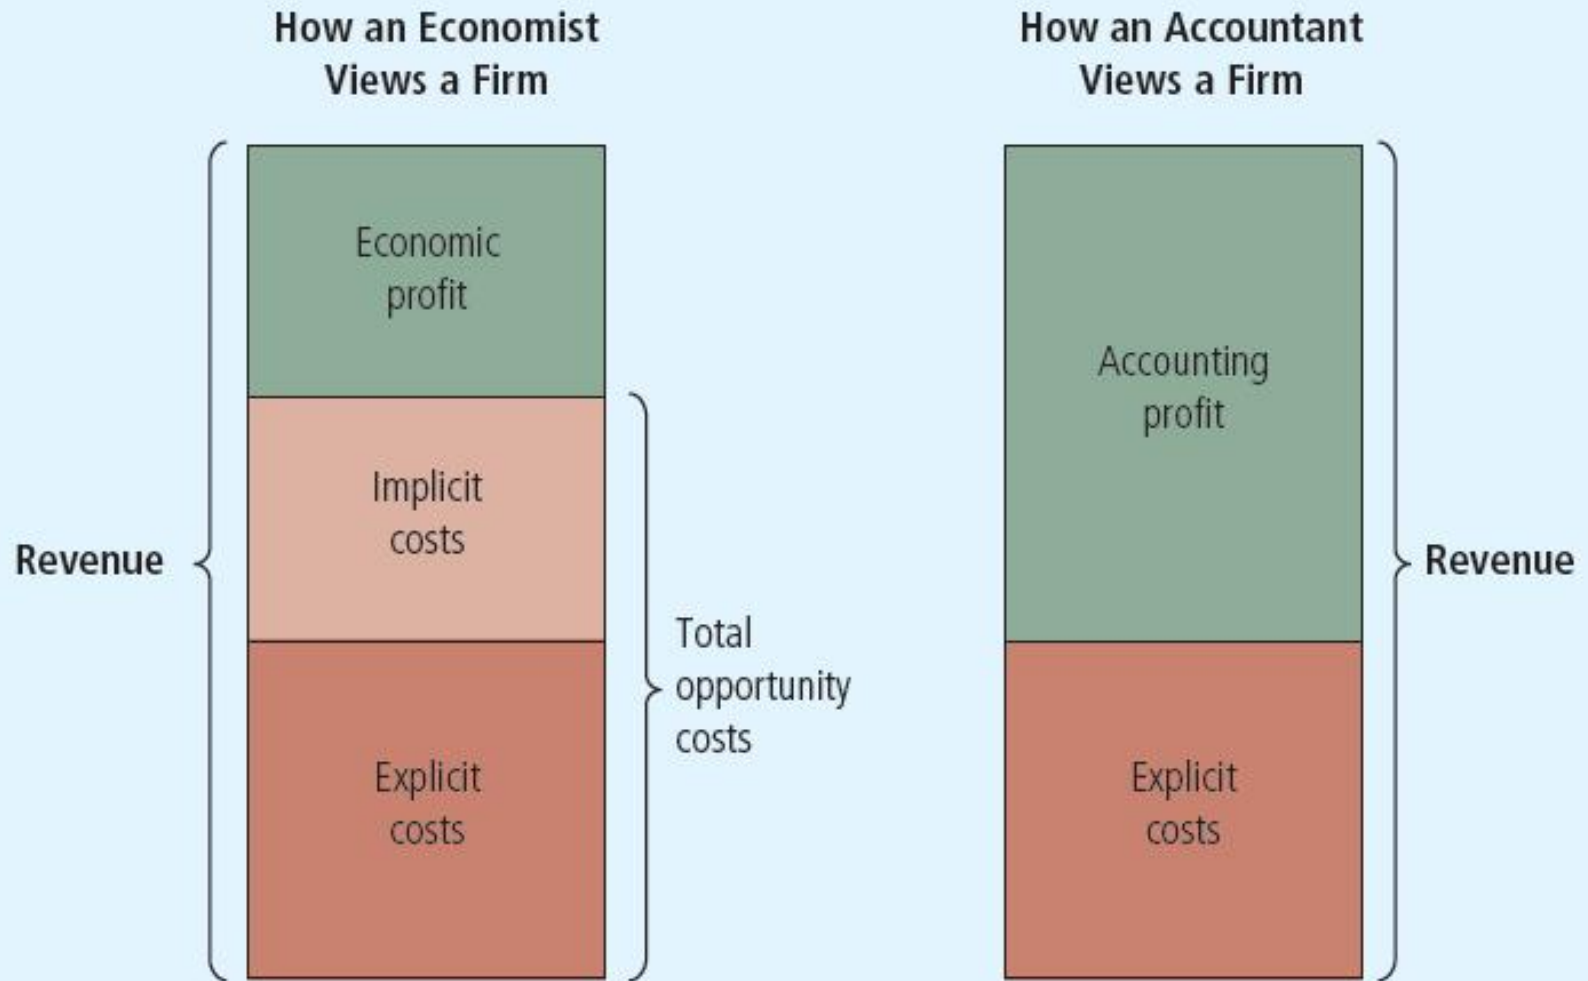 How an Economist
Views a Firm
Economic
profit
Implicit
costs
Explicit
costs
Revenue
Total
opportunity
costs
How an Accountant
Views a Firm
Accounting
profit
Explicit
costs
Revenue